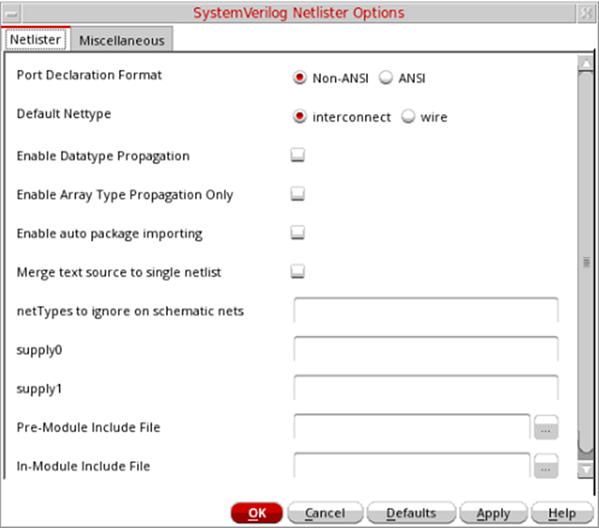 SystemVerilog Netlister Options
Netlister Miscellaneous
Port Declaration Format Non-ANSI ANSI
Default Nettype interconnect wire
Enable Datatype Propagation
Enable Array Type Propagation Only
Enable auto package importing
Merge text source to single netlist
netTypes to ignore on schematic nets
supply0
supply1
Pre-Module Include File ...
In-Module Include File ...
OK Cancel Defaults Apply Help